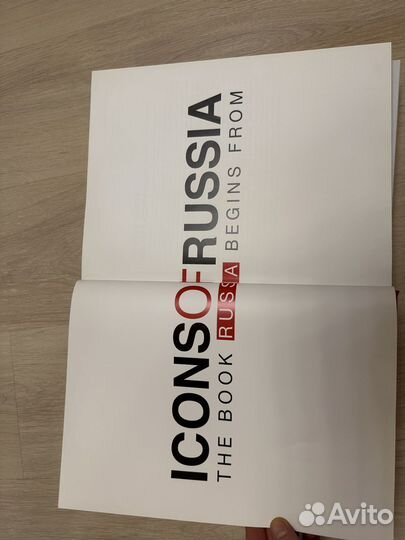 ICONSOFRUSSIA
THE BOOK RUSSIA BEGINS FROM
Avito